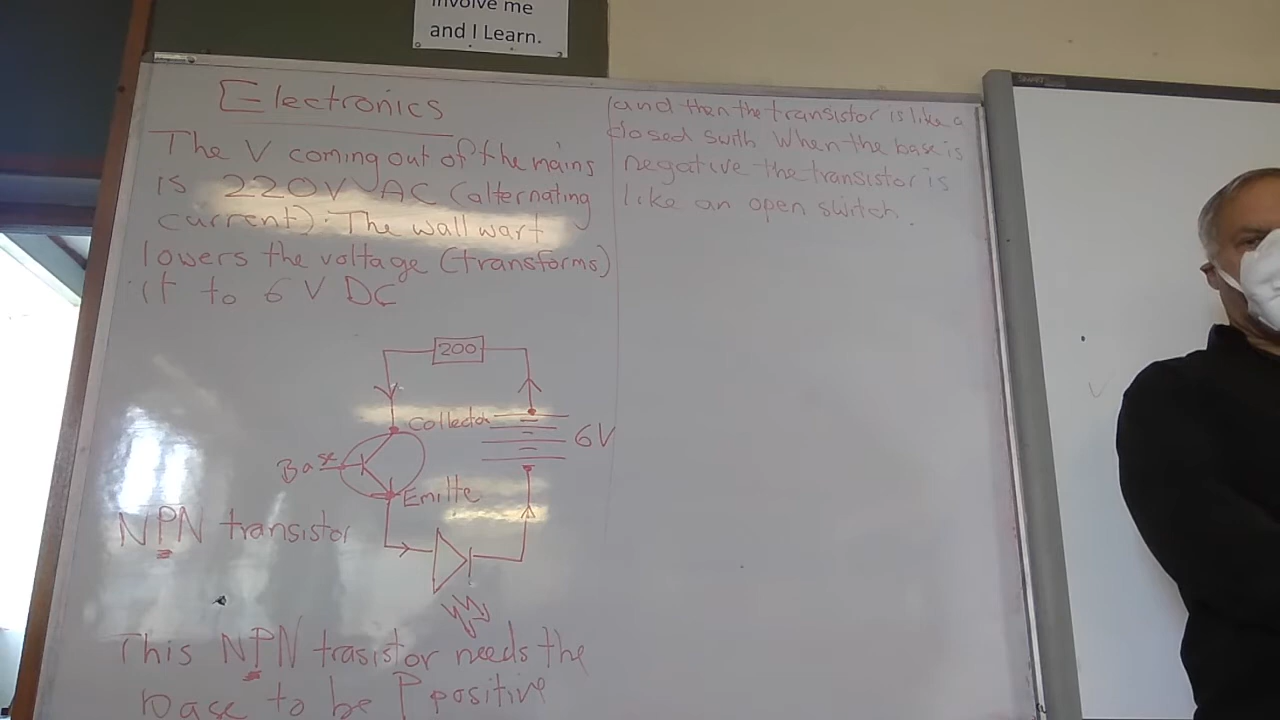 Involve me
and I Learn.
Electronics
The V coming out of the mains
is 220V AC (alternating
current). The wall wart
lowers the voltage (transforms)
it to 6 V DC
200
Collector
6V
Base
Emitte
NPN transistor
This NPN trasistor needs the
base to be P positive
(and then the transistor is like a
closed swith When the base is
negative the transistor is
like an open switch.